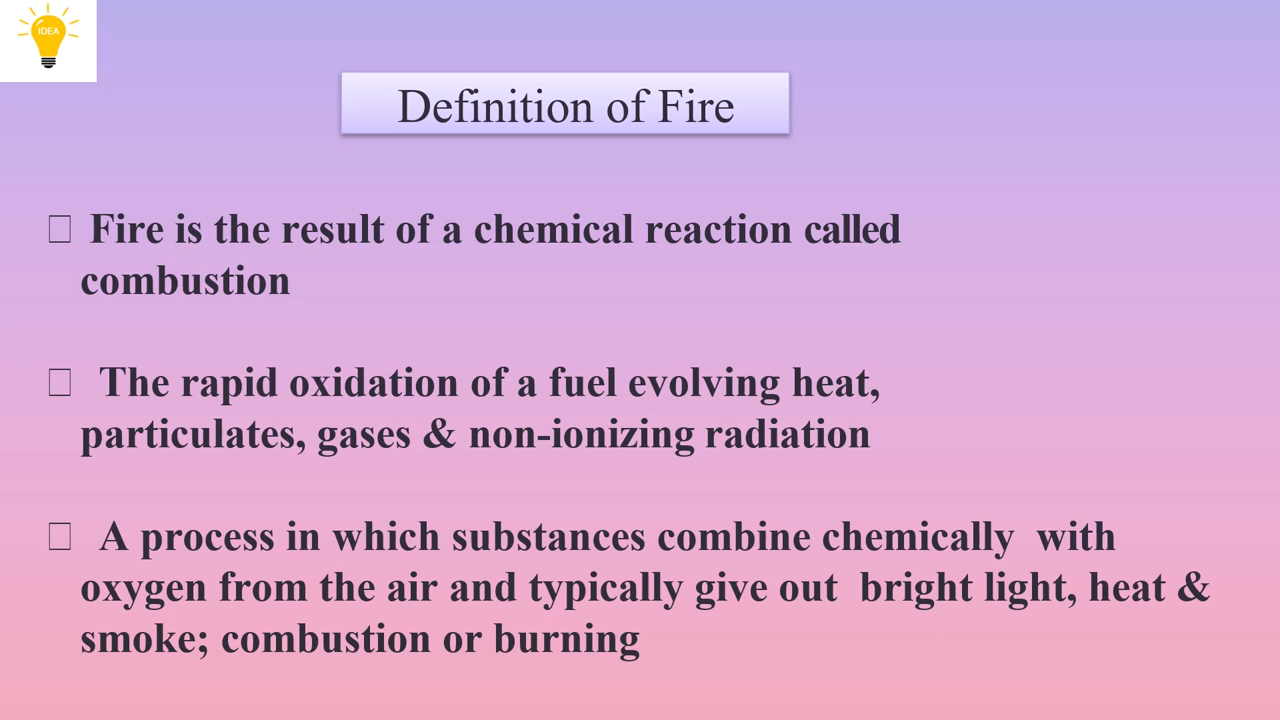 IDEA
Definition of Fire
Fire is the result of a chemical reaction called
combustion
The rapid oxidation of a fuel evolving heat,
particulates, gases & non-ionizing radiation
A process in which substances combine chemically with
oxygen from the air and typically give out bright light, heat &
smoke; combustion or burning